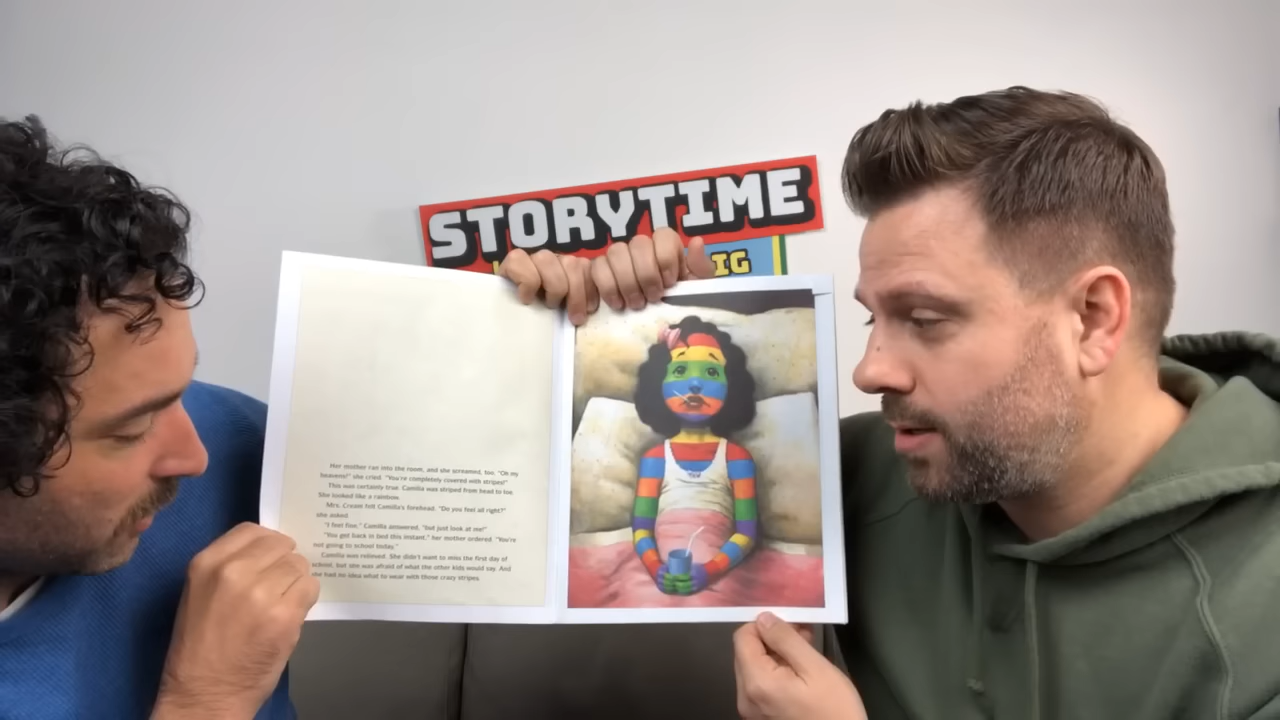 STORYTIME
IG
Her mother ran into the room, and she screamed, too. "Oh my
heavens!" she cried. "You're completely covered with stripes!"
This was certainly true. Camilla was striped from head to toe.
She looked like a rainbow.
Mrs. Cream felt Camilla's forehead. "Do you feel all right?"
she asked.
"I feel fine," Camilla answered, "but just look at me!"
"You get back in bed this instant," her mother ordered. "You're
not going to school today."
Camilla was relieved. She didn't want to miss the first day of
school, but she was afraid of what the other kids would say. And
she had no idea what to wear with those crazy stripes.